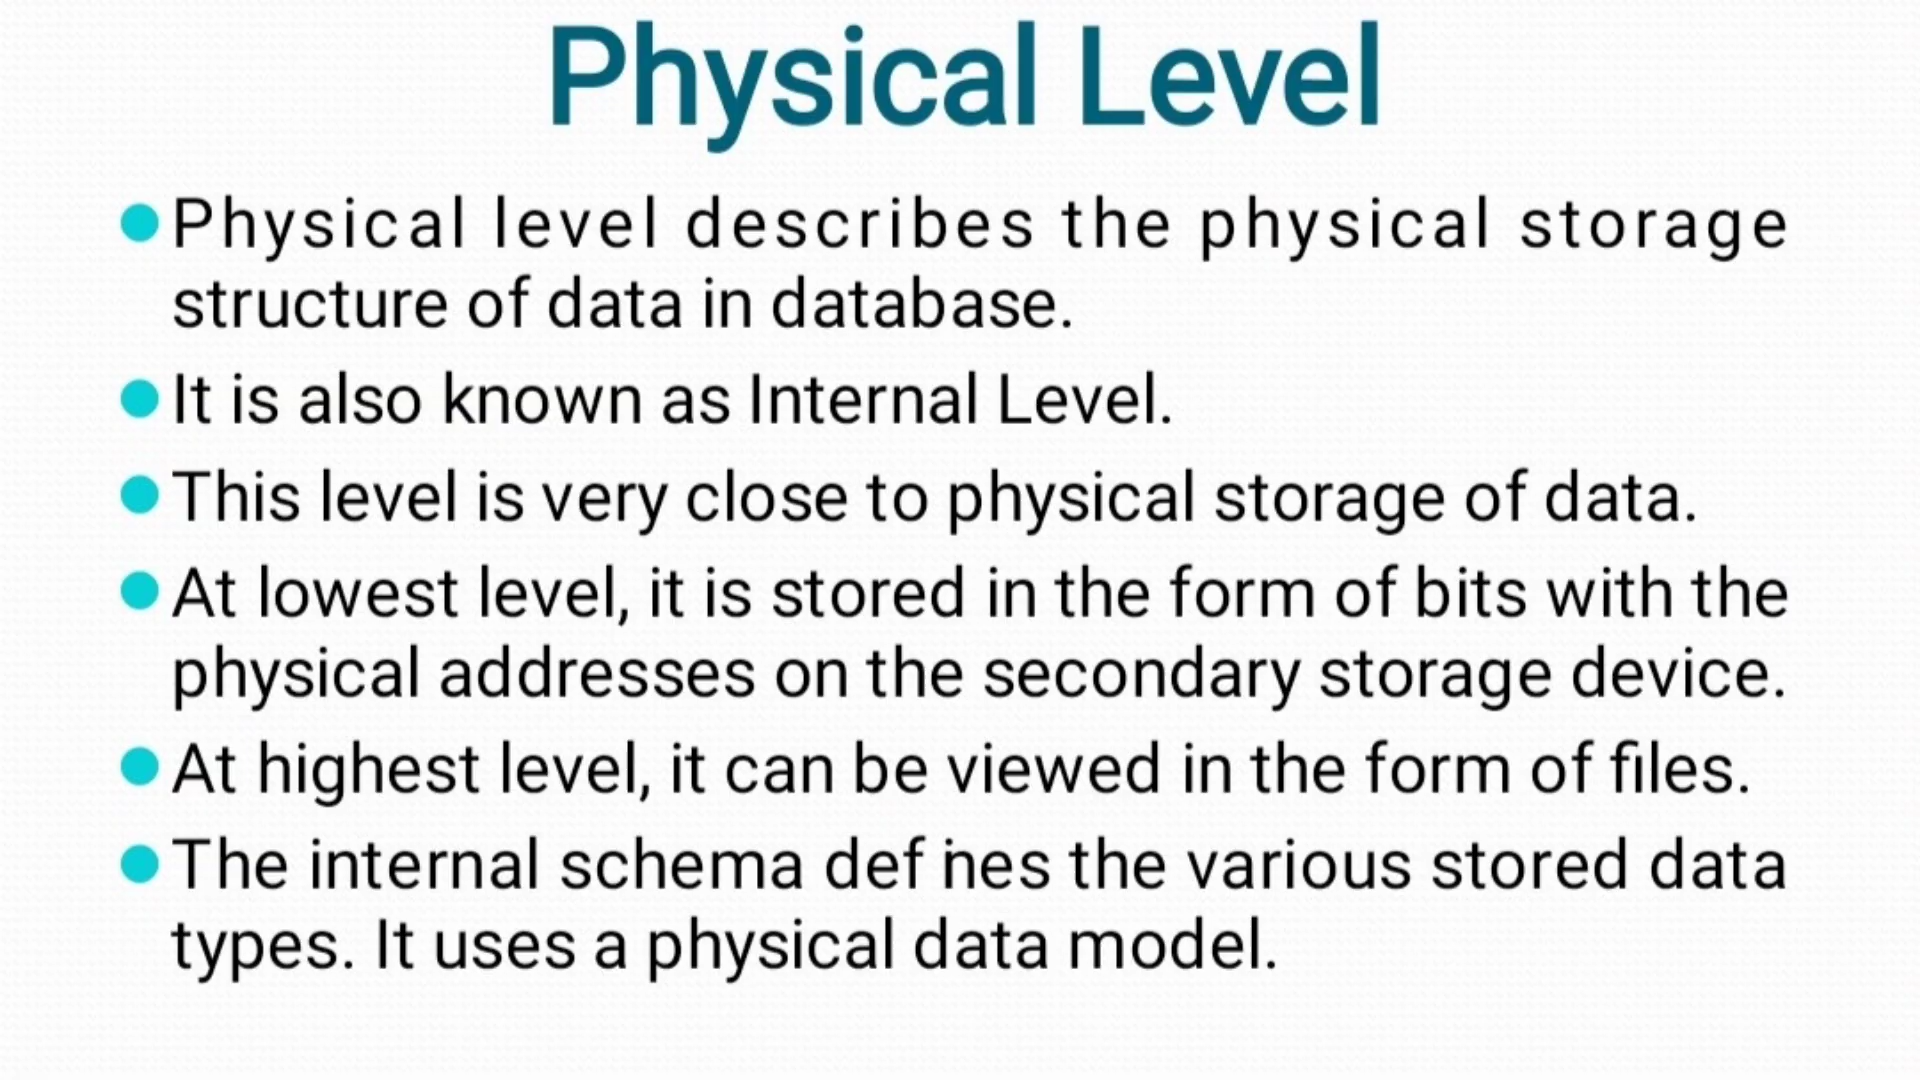 Physical Level
Physical level describes the physical storage
structure of data in database.
It is also known as Internal Level.
This level is very close to physical storage of data.
At lowest level, it is stored in the form of bits with the
physical addresses on the secondary storage device.
At highest level, it can be viewed in the form of files.
The internal schema defines the various stored data
types. It uses a physical data model.